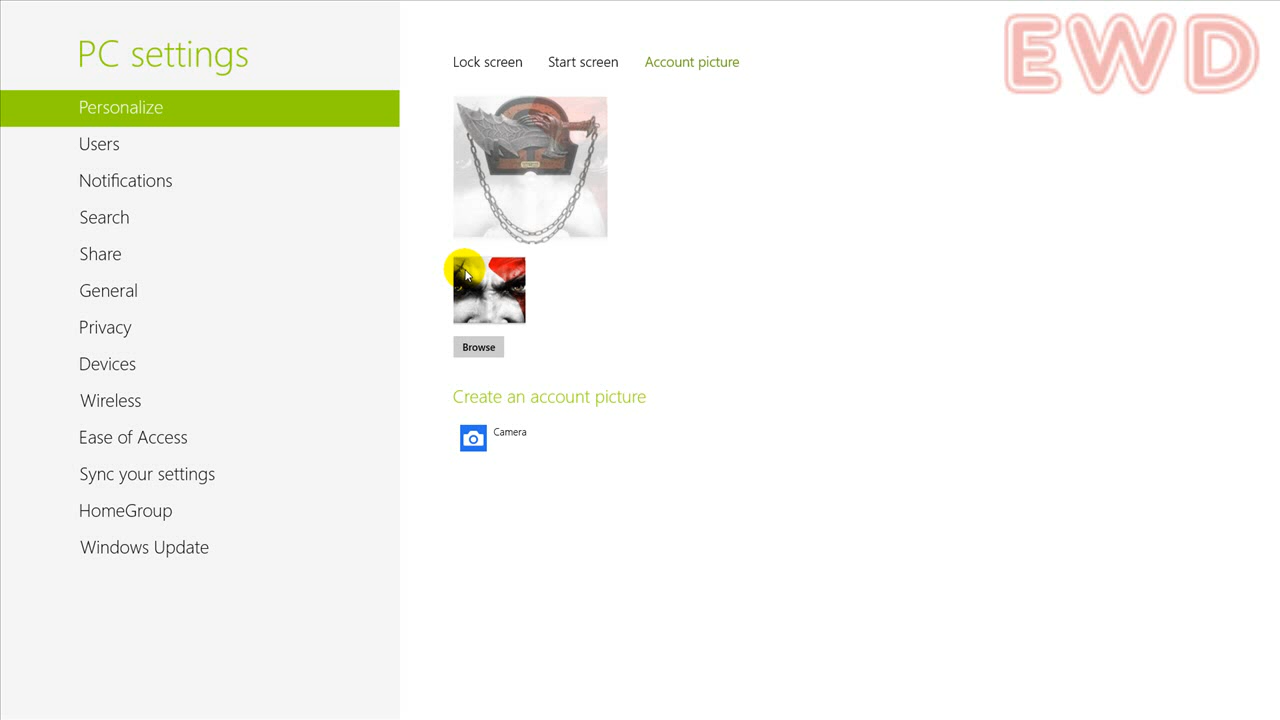 PC settings
Personalize
Users
Notifications
Search
Share
General
Privacy
Devices
Wireless
Ease of Access
Sync your settings
HomeGroup
Windows Update
Lock screen Start screen Account picture
Browse
Create an account picture
Camera
EWD